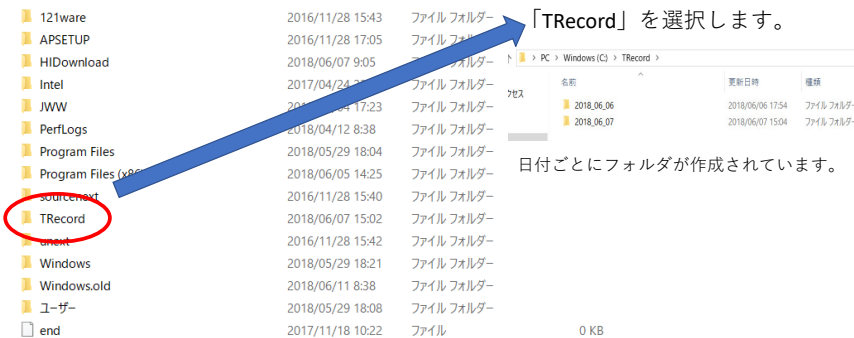 121ware 2016/11/28 15:43 ファイル フォルダー
APSETUP 2016/11/28 17:05 ファイル
HIDownload 2018/06/07 9:05 フォルダー
Intel 2017/04/24 ファイル フォルダー
JWW 17:23 ファイル フォルダー
PerfLogs 2018/04/12 8:38 ファイル フォルダー
Program Files 2018/05/29 18:04 ファイル フォルダー
Program Files 2018/06/05 14:25 ファイル フォルダー
sourcenext 2016/11/28 15:40 ファイル フォルダー
TRecord 2018/06/07 15:02 ファイル フォルダー
2016/11/28 15:42 ファイル フォルダー
Windows 2018/05/29 18:21 ファイル フォルダー
Windows.old 2018/06/11 8:38 ファイル フォルダー
ユーザー 2018/05/29 18:08 ファイル フォルダー
end 2017/11/18 10:22 ファイル 0 KB
「TRecord」を選択します。
> PC > Windows (C:) > TRecord >
クセス
名前 更新日時 種類
2018_06_06 2018/06/06 17:54 ファイル フォルダー
2018_06_07 2018/06/07 15:04 ファイル フォルダー
日付ごとにフォルダが作成されています。